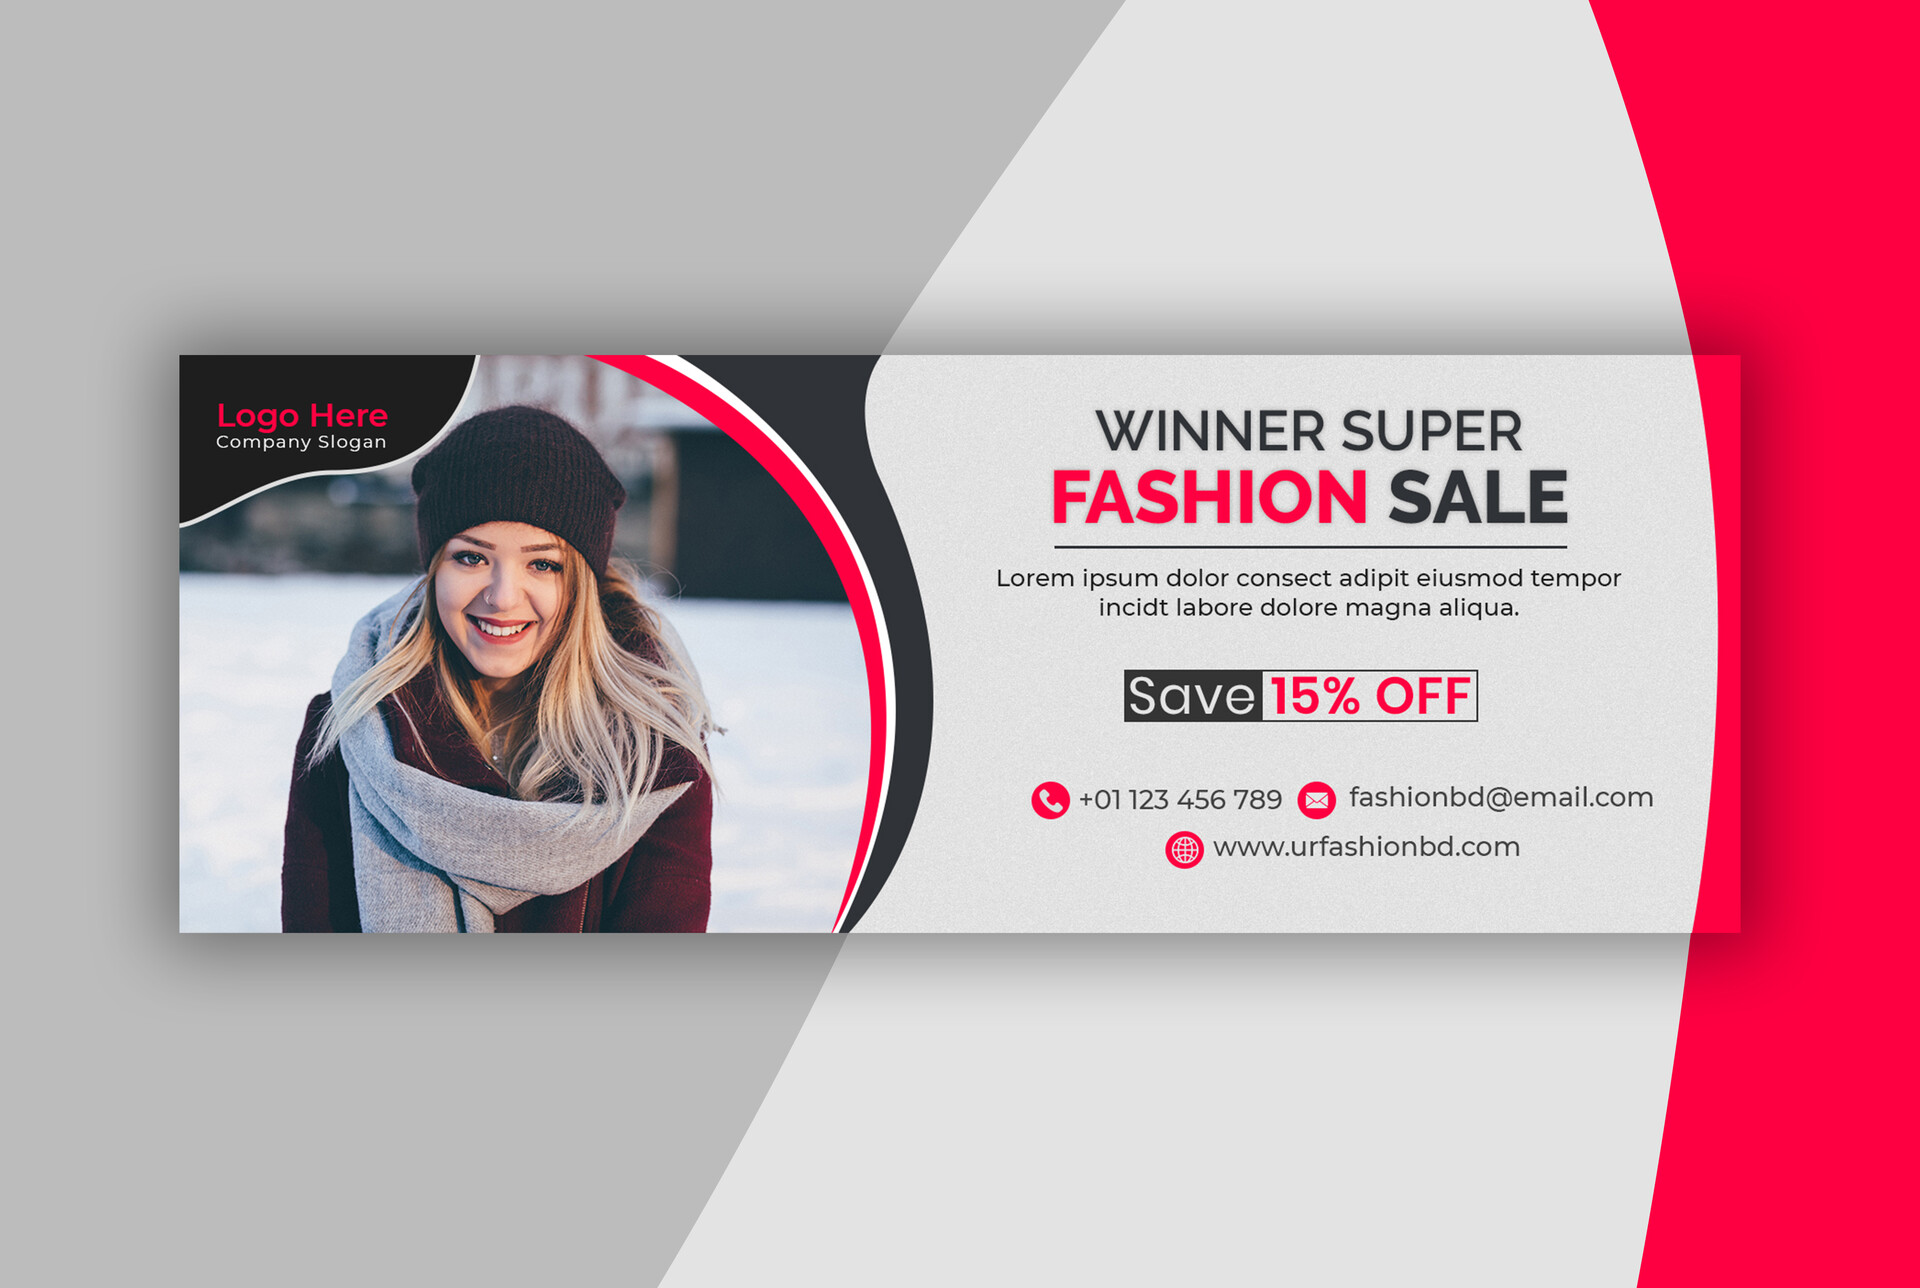 Logo Here
Company Slogan
WINNER SUPER
FASHION SALE
Lorem ipsum dolor consect adipit eiusmod tempor
incidt labore dolore magna aliqua.
Save 15% OFF
+01 123 456 789 fashionbd@email.com
www.urfashionbd.com